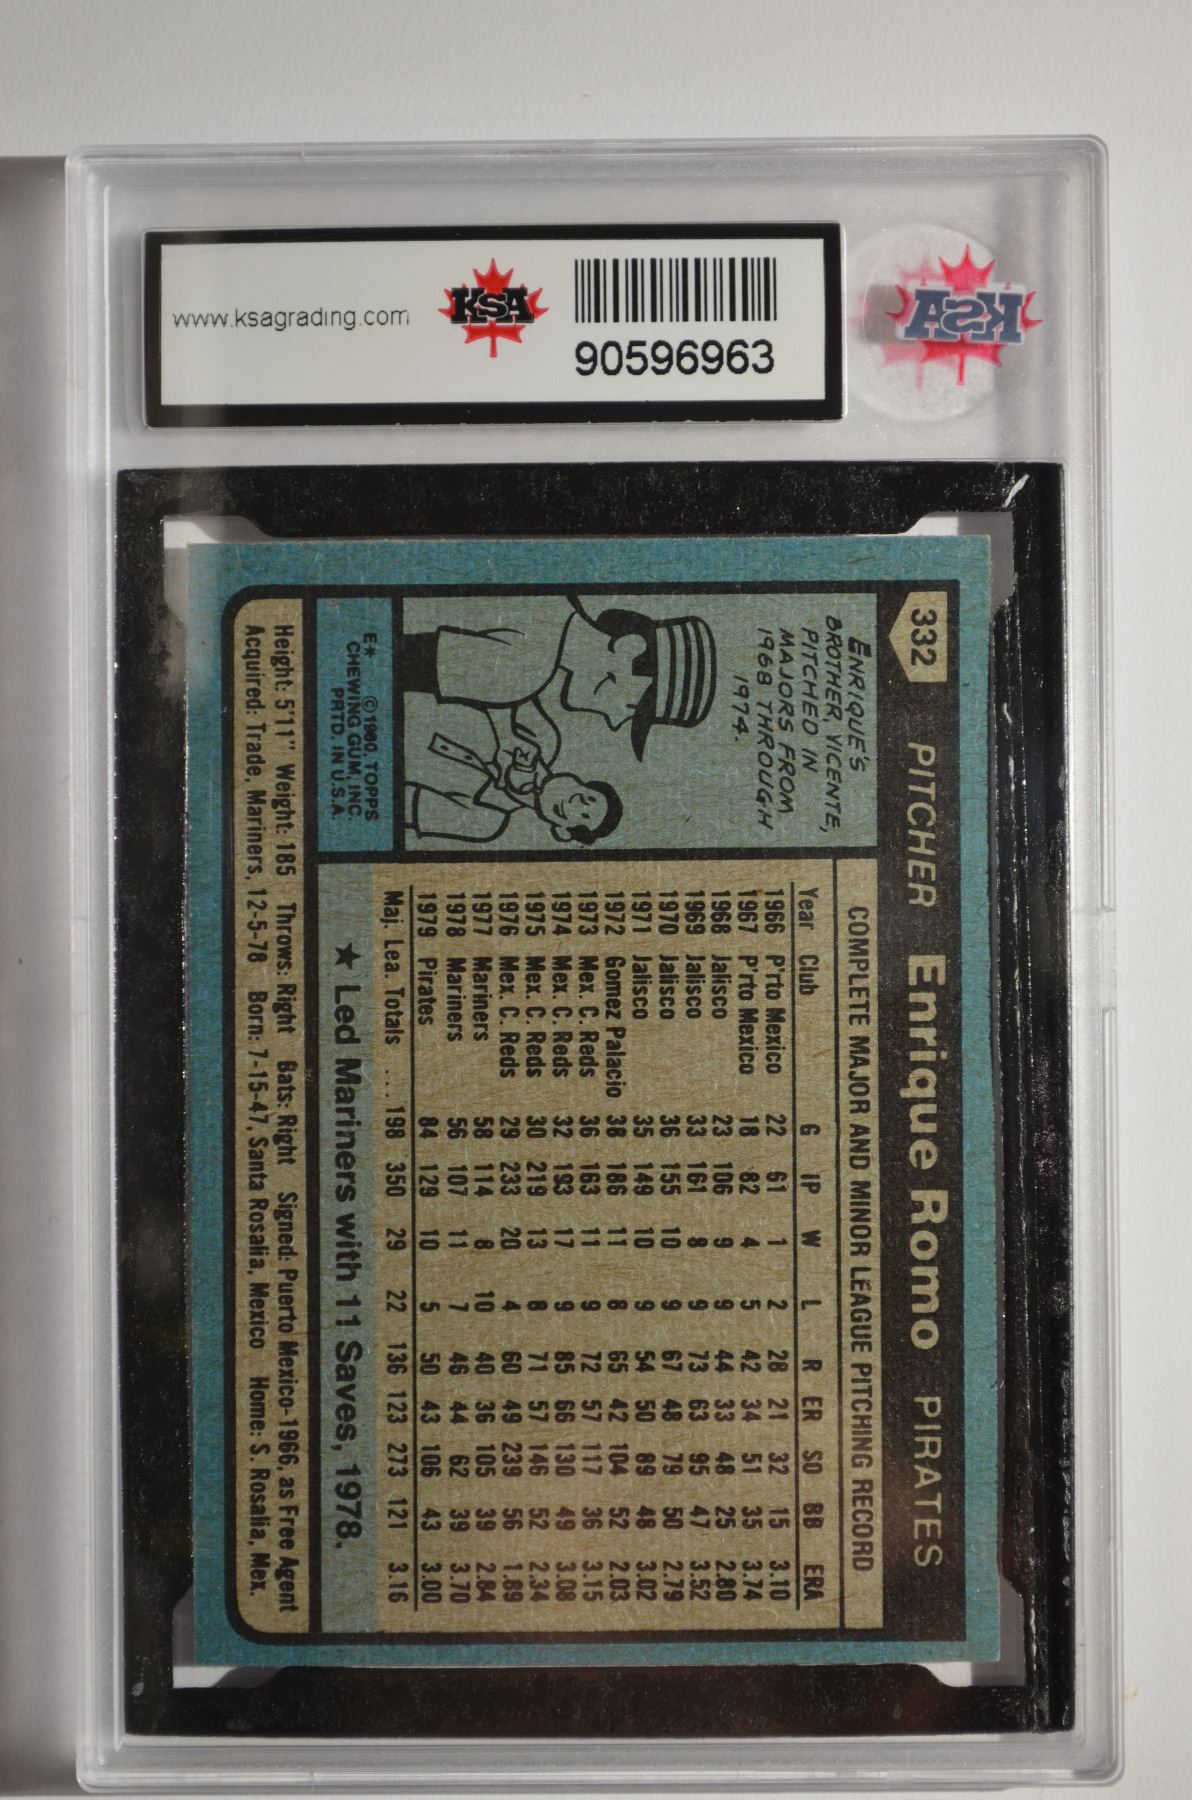 www.ksagrading.com
KSA
90596963
KSA
332 PITCHER Enrique Romo PIRATES
ENRIQUE'S
BROTHER, VICENTE,
PITCHED IN
MAJORS FROM
1968 THROUGH
1974.
E* ©1980, TOPPS
CHEWING GUM, INC.
PRTD. IN U.S.A.
COMPLETE MAJOR AND MINOR LEAGUE PITCHING RECORD
Year Club G IP W L R ER SO BB ERA
1966 P'rto Mexico 22 61 1 2 28 21 32 15 3.10
1967 P'rto Mexico 18 82 4 5 42 34 51 35 3.74
1968 Jalisco 23 106 9 9 44 33 48 25 2.80
1969 Jalisco 33 161 8 9 73 63 95 47 3.52
1970 Jalisco 36 155 10 9 67 48 79 50 2.79
1971 Jalisco 35 149 10 9 54 50 89 48 3.02
1972 Gomez Palacio 38 186 11 8 65 42 104 52 2.03
1973 Mex. C. Reds 36 163 11 9 72 57 117 36 3.15
1974 Mex. C. Reds 32 193 17 9 85 66 130 49 3.08
1975 Mex. C. Reds 30 219 13 8 71 57 146 52 2.34
1976 Mex. C. Reds 29 233 20 4 60 49 239 56 1.89
1977 Mariners 58 114 8 10 40 36 105 39 2.84
1978 Mariners 56 107 11 7 46 44 62 39 3.70
1979 Pirates 84 129 10 5 50 43 106 43 3.00
Maj. Lea. Totals ... 198 350 29 22 136 123 273 121 3.16
★ Led Mariners with 11 Saves, 1978.
Height: 5'11" Weight: 185 Throws: Right Bats: Right Signed: Puerto Mexico-1966, as Free Agent
Acquired: Trade, Mariners, 12-5-78 Born: 7-15-47, Santa Rosalia, Mexico Home: S. Rosalia, Mex.